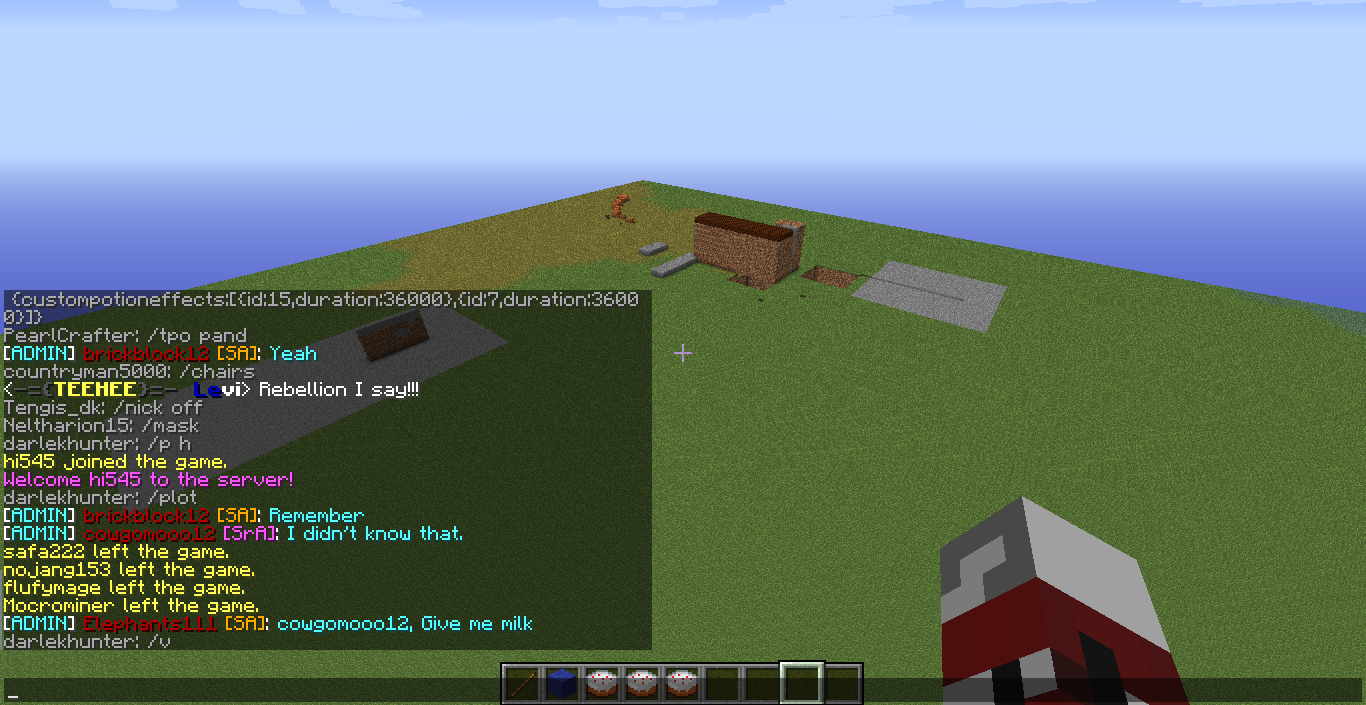 {custompotioneffects:[{id:15,duration:36000},{id:7,duration:3600
0}]}
PearlCrafter: /tpo pand
[ADMIN] brickblock12 [SA]: Yeah
countryman5000: /chairs
<-={TEEHEE}=- Levi> Rebellion I say!!!
Tengis_dk: /nick off
Neltharion15: /mask
darlekhunter: /p h
hi545 joined the game.
Welcome hi545 to the server!
darlekhunter: /plot
[ADMIN] brickblock12 [SA]: Remember
[ADMIN] cowgomooo12 [SrA]: I didn't know that.
safa222 left the game.
nojang153 left the game.
flufymage left the game.
Mocrominer left the game.
[ADMIN] Elephants111 [SA]: cowgomooo12, Give me milk
darlekhunter: /v
_